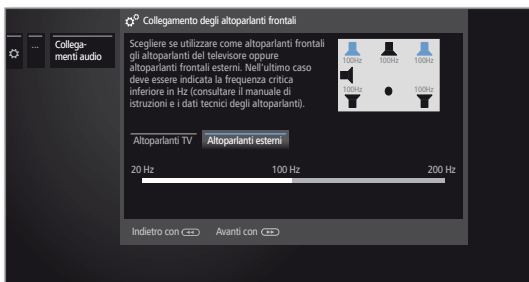 Collegamento degli altoparlanti frontali
...
Collega-
menti audio
Scegliere se utilizzare come altoparlanti frontali
gli altoparlanti del televisore oppure
altoparlanti frontali esterni. Nell'ultimo caso
deve essere indicata la frequenza critica
inferiore in Hz (consultare il manuale di
istruzioni e i dati tecnici degli altoparlanti).
100Hz 100Hz 100Hz
100Hz 100Hz
Altoparlanti TV Altoparlanti esterni
20 Hz 100 Hz 200 Hz
Indietro con Avanti con